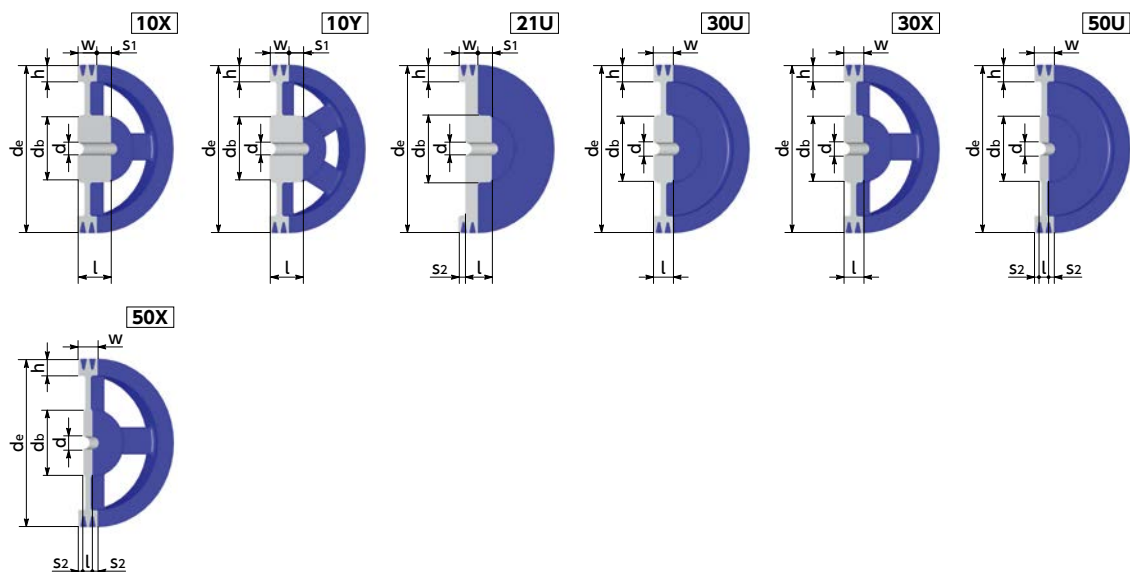 10X
10Y
21U
30U
30X
50U
w s1
w s1
w s1
w
w
w
h
h
h
h
h
h
de db d
de db d
de db d
de db d
de db d
de db d
l
l
s2 l
l
l
s2 l s2
50X
w
h
de db d
s2 l s2